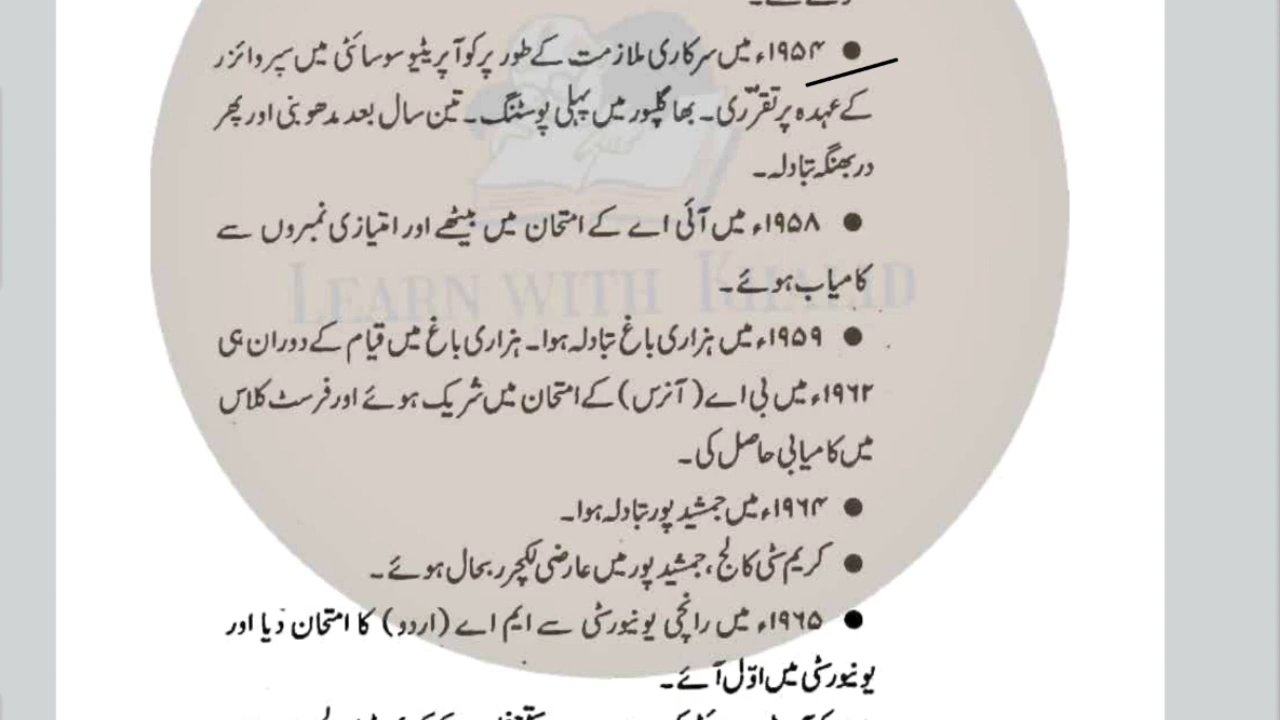 ● ۱۹۵۴ء میں سرکاری ملازمت کے طور پر کوآپریٹیو سوسائٹی میں سپروائزر
کے عہدہ پر تقرّری۔ بھاگلپور میں پہلی پوسٹنگ۔ تین سال بعد مدھوبنی اور پھر
دربھنگہ تبادلہ۔
● ۱۹۵۸ء میں آئی اے کے امتحان میں بیٹھے اور امتیازی نمبروں سے
کامیاب ہوئے۔
LEARN WITH KHALID
● ۱۹۵۹ء میں ہزاری باغ تبادلہ ہوا۔ ہزاری باغ میں قیام کے دوران ہی
۱۹۶۲ء میں بی اے (آنرس) کے امتحان میں شریک ہوئے اور فرسٹ کلاس
میں کامیابی حاصل کی۔
● ۱۹۶۴ء میں جمشید پور تبادلہ ہوا۔
● کریم سٹی کالج، جمشید پور میں عارضی لکچرر بحال ہوئے۔
● ۱۹۶۵ء میں رانچی یونیورسٹی سے ایم اے (اردو) کا امتحان دیا اور
یونیورسٹی میں اوّل آئے۔